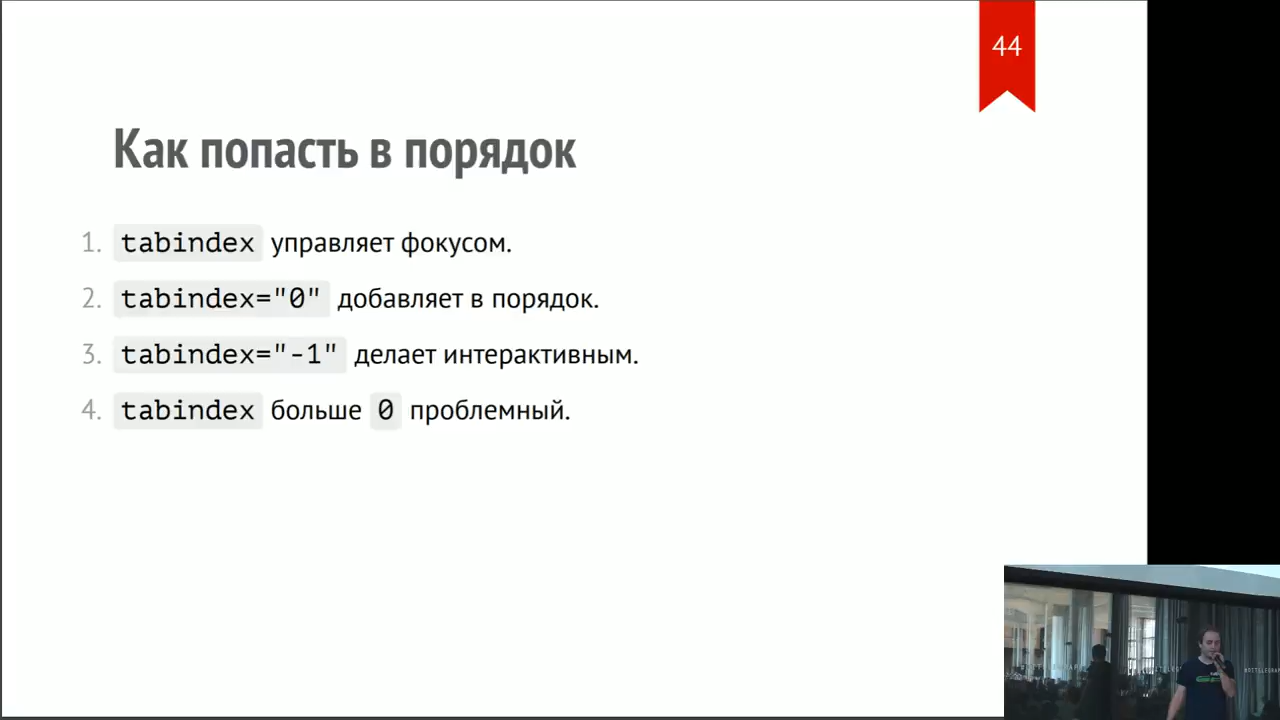 44
Как попасть в порядок
1. tabindex управляет фокусом.
2. tabindex="0" добавляет в порядок.
3. tabindex="-1" делает интерактивным.
4. tabindex больше 0 проблемный.